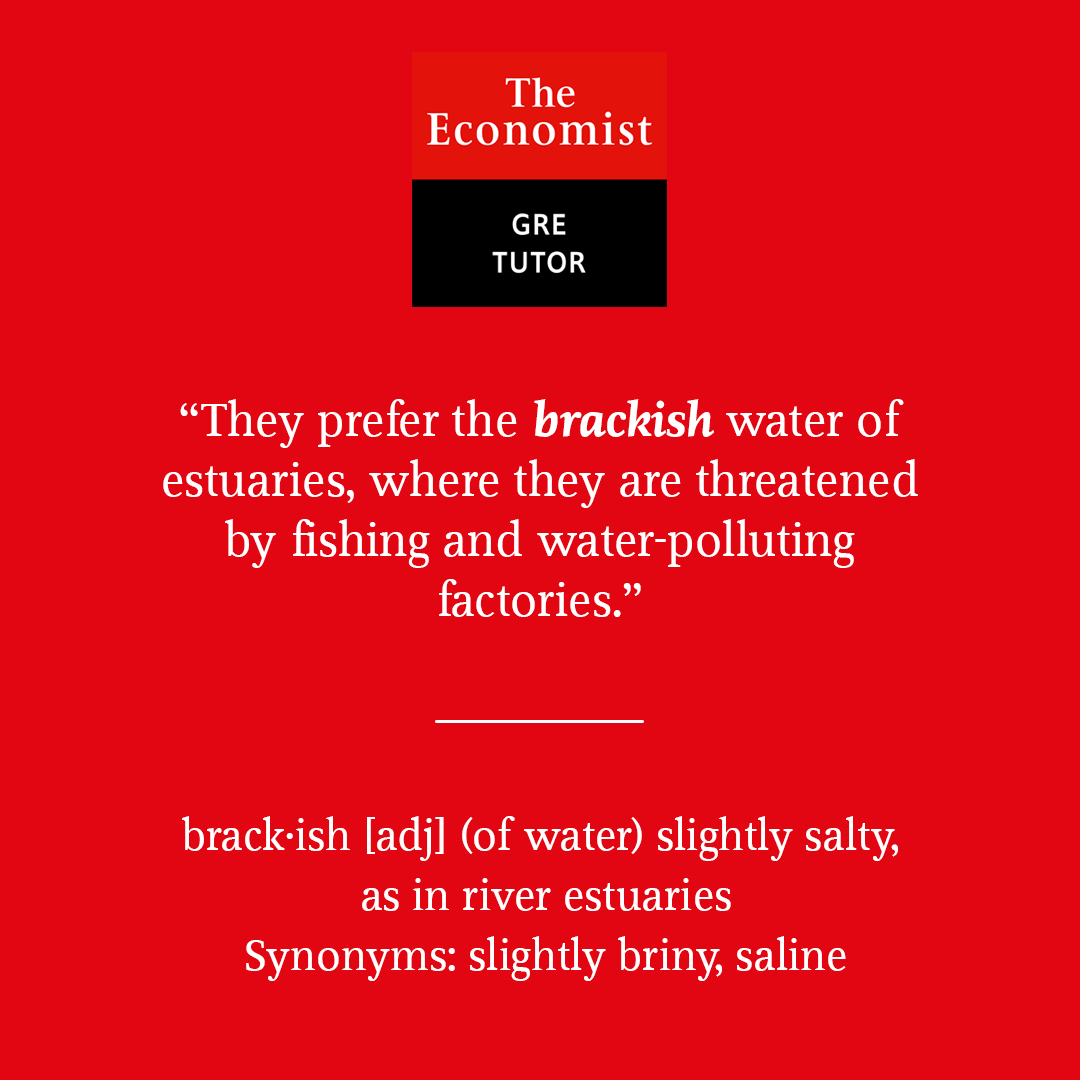 The
Economist
GRE
TUTOR
“They prefer the brackish water of
estuaries, where they are threatened
by fishing and water-polluting
factories.”
brack·ish [adj] (of water) slightly salty,
as in river estuaries
Synonyms: slightly briny, saline